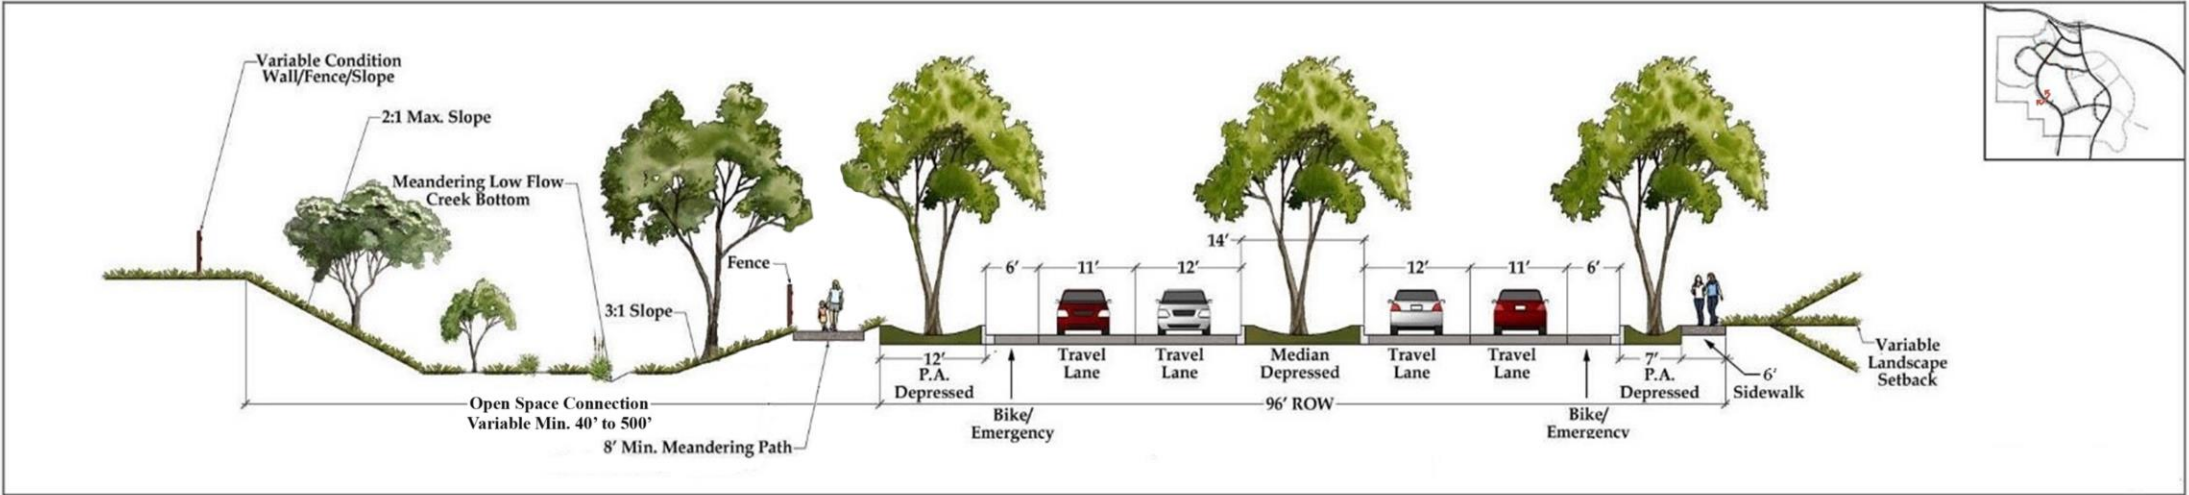 Variable Condition
Wall/Fence/Slope
2:1 Max. Slope
Meandering Low Flow
Creek Bottom
3:1 Slope
Fence
Open Space Connection
Variable Min. 40' to 500'
8' Min. Meandering Path
12'
P.A.
Depressed
6'
11'
12'
14'
12'
11'
6'
Bike/
Emergency
Travel
Lane
Travel
Lane
Median
Depressed
Travel
Lane
Travel
Lane
Bike/
Emergency
96' ROW
7'
P.A.
Depressed
6'
Sidewalk
Variable
Landscape
Setback